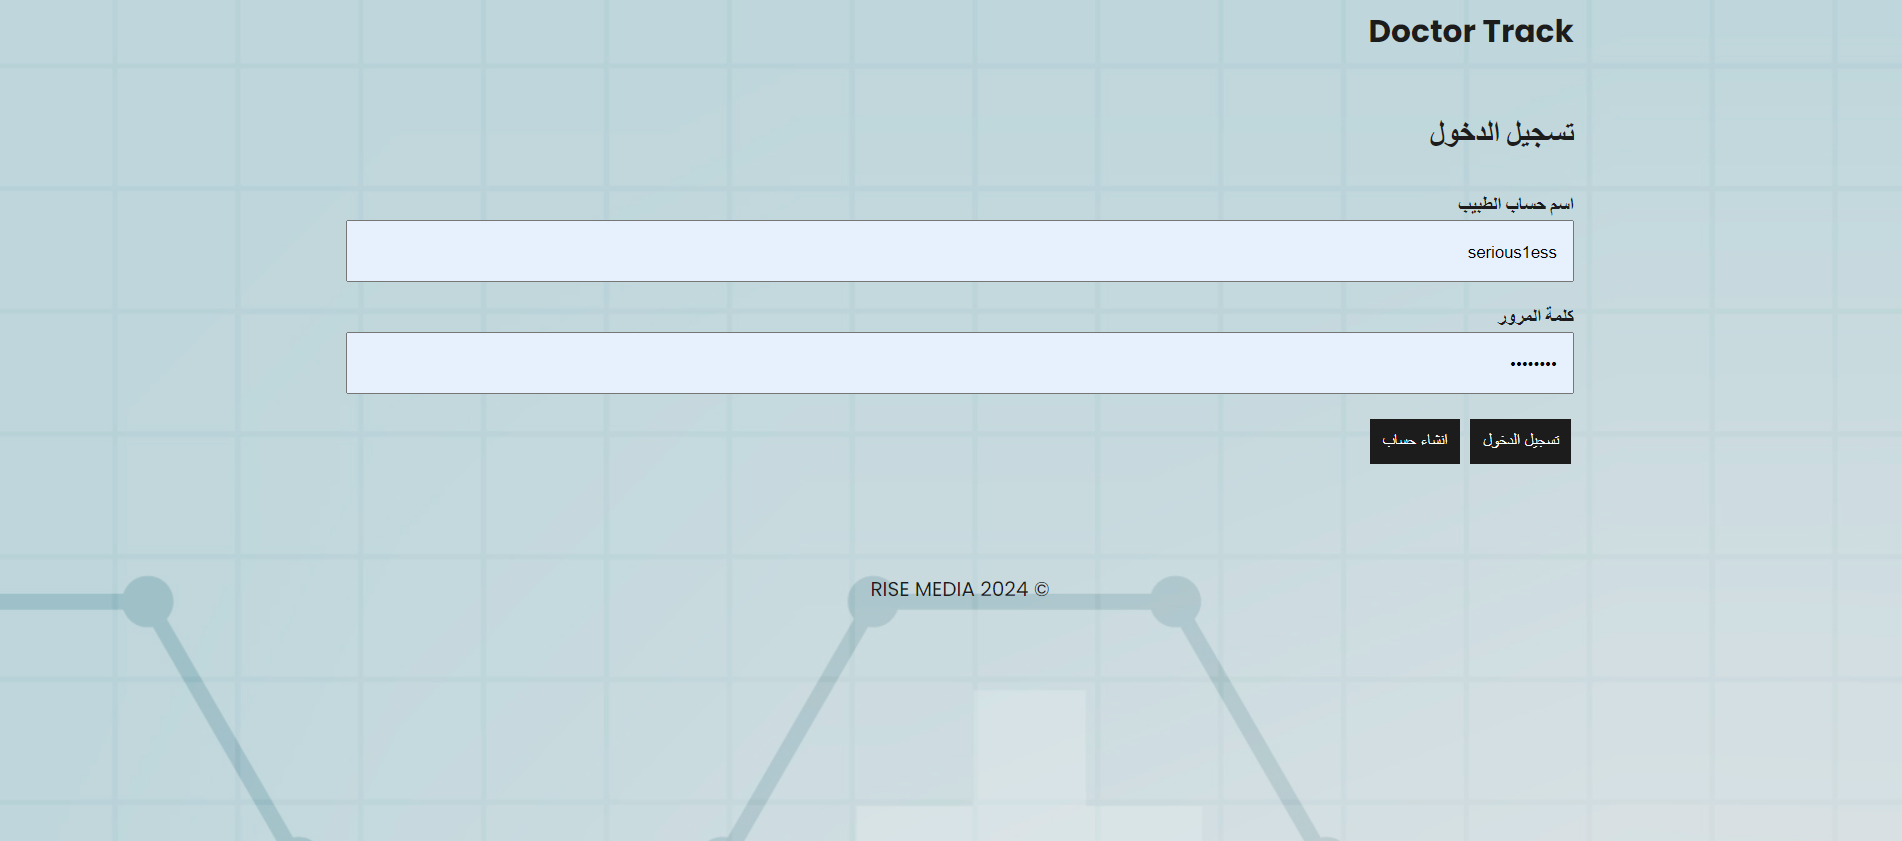 Doctor Track
تسجيل الدخول
اسم حساب الطبيب
serious1ess
كلمة المرور
••••••••
تسجيل الدخول انشاء حساب
RISE MEDIA 2024 ©